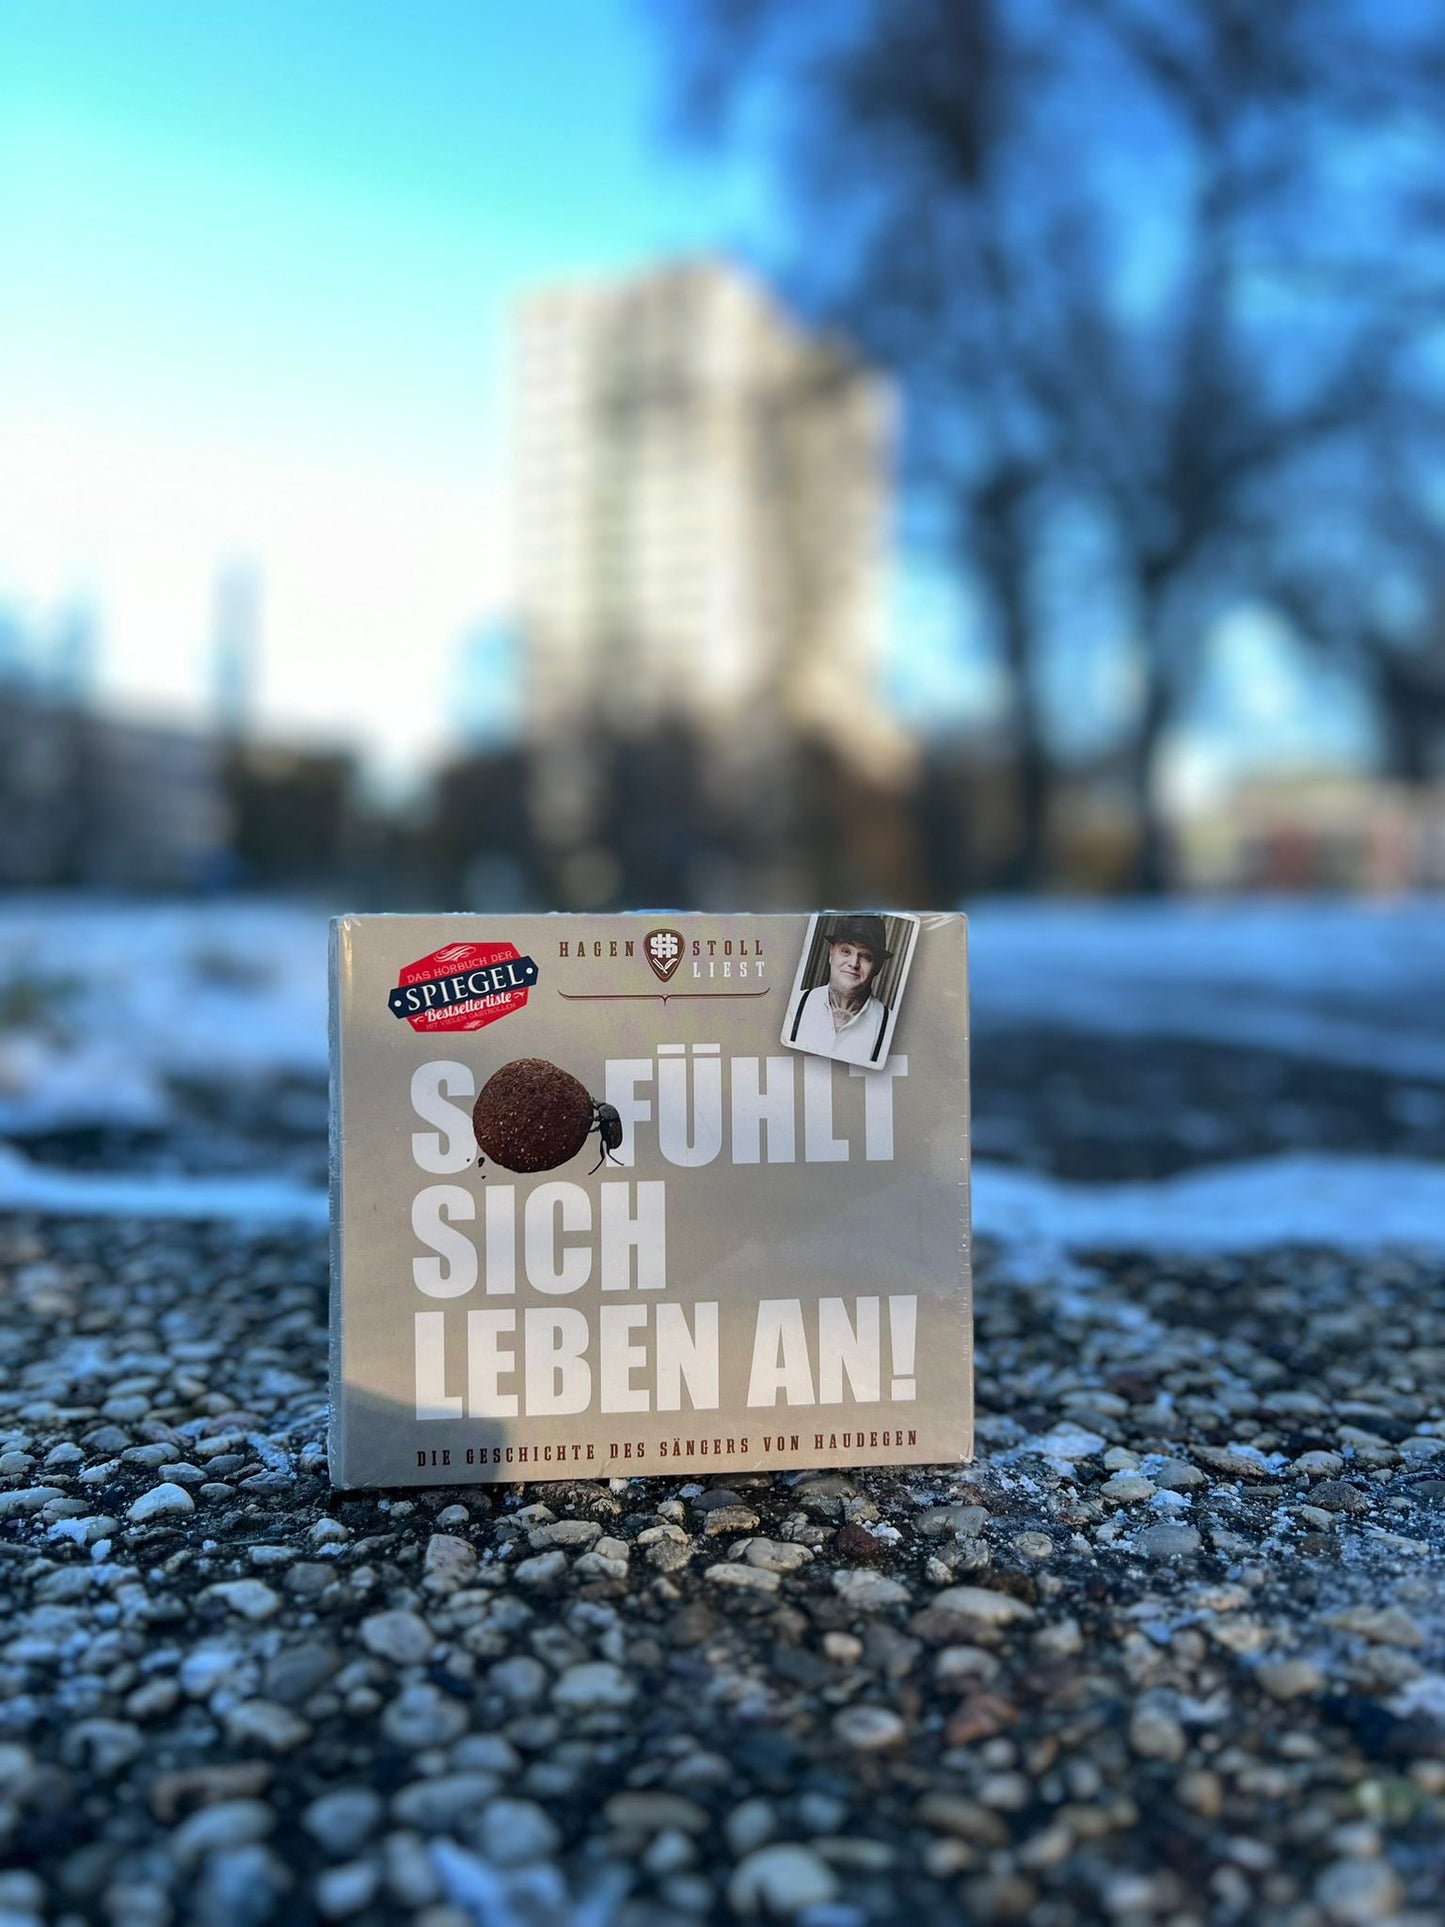 DAS HÖRBUCH DER
SPIEGEL
Bestsellerliste
MIT VIELEN GASTROLLEN
HAGEN STOLL
LIEST
SO FÜHLT
SICH
LEBEN AN!
DIE GESCHICHTE DES SÄNGERS VON HAUDEGEN